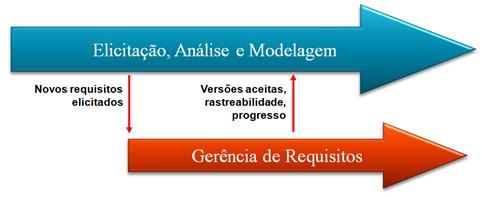 Elicitação, Análise e Modelagem
Novos requisitos
elicitados
Versões aceitas,
rastreabilidade,
progresso
Gerência de Requisitos